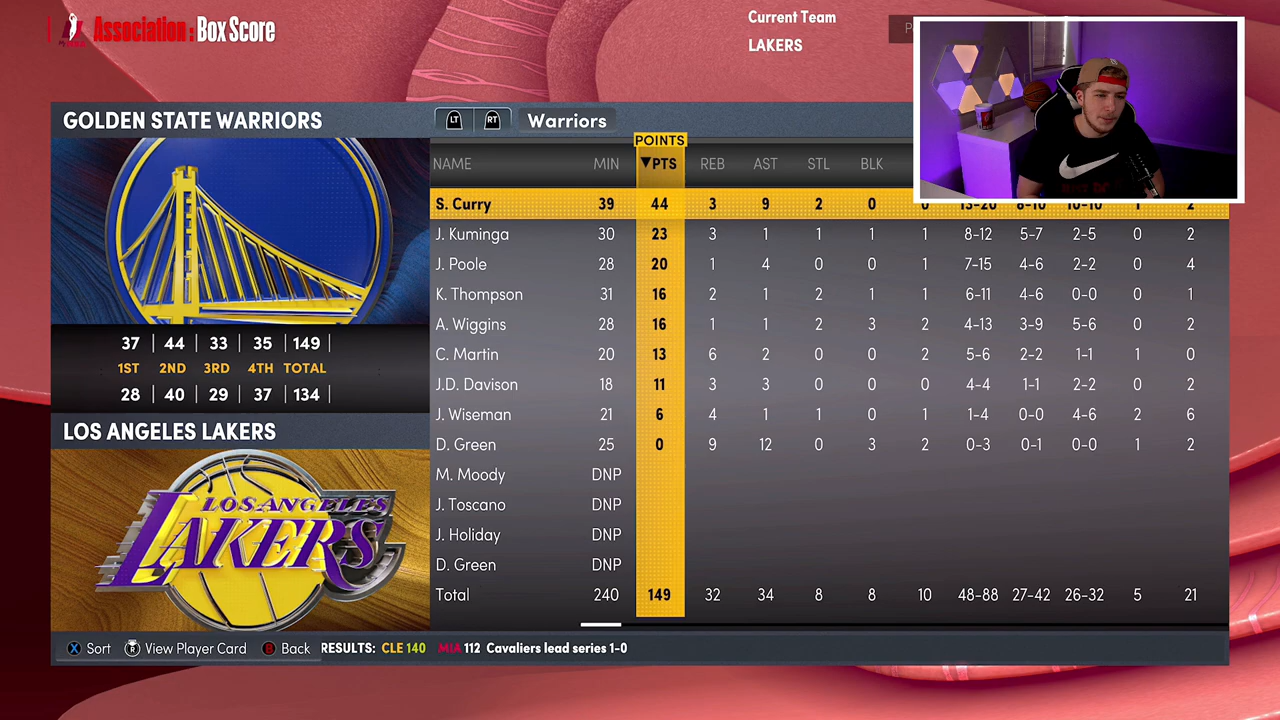 Association : Box Score
Current Team
LAKERS
GOLDEN STATE WARRIORS
37 44 33 35 149
1ST 2ND 3RD 4TH TOTAL
28 40 29 37 134
LOS ANGELES LAKERS
LOS ANGELES
LAKERS
LT RT Warriors
POINTS
NAME MIN ▼PTS REB AST STL BLK
S. Curry 39 44 3 9 2 0 0 13-20 8-10 10-10 1 2
J. Kuminga 30 23 3 1 1 1 1 8-12 5-7 2-5 0 2
J. Poole 28 20 1 4 0 0 1 7-15 4-6 2-2 0 4
K. Thompson 31 16 2 1 2 1 1 6-11 4-6 0-0 0 1
A. Wiggins 28 16 1 1 2 3 2 4-13 3-9 5-6 0 2
C. Martin 20 13 6 2 0 0 2 5-6 2-2 1-1 1 0
J.D. Davison 18 11 3 3 0 0 0 4-4 1-1 2-2 0 2
J. Wiseman 21 6 4 1 1 0 1 1-4 0-0 4-6 2 6
D. Green 25 0 9 12 0 3 2 0-3 0-1 0-0 1 2
M. Moody DNP
J. Toscano DNP
J. Holiday DNP
D. Green DNP
Total 240 149 32 34 8 8 10 48-88 27-42 26-32 5 21
X Sort R View Player Card B Back RESULTS: CLE 140 MIA 112 Cavaliers lead series 1-0